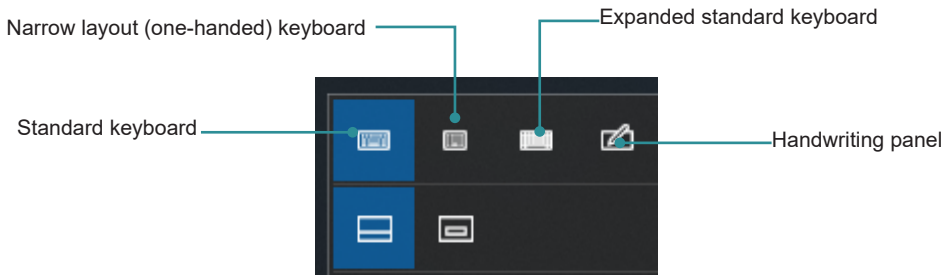 Expanded standard keyboard
Narrow layout (one-handed) keyboard
Standard keyboard
Handwriting panel